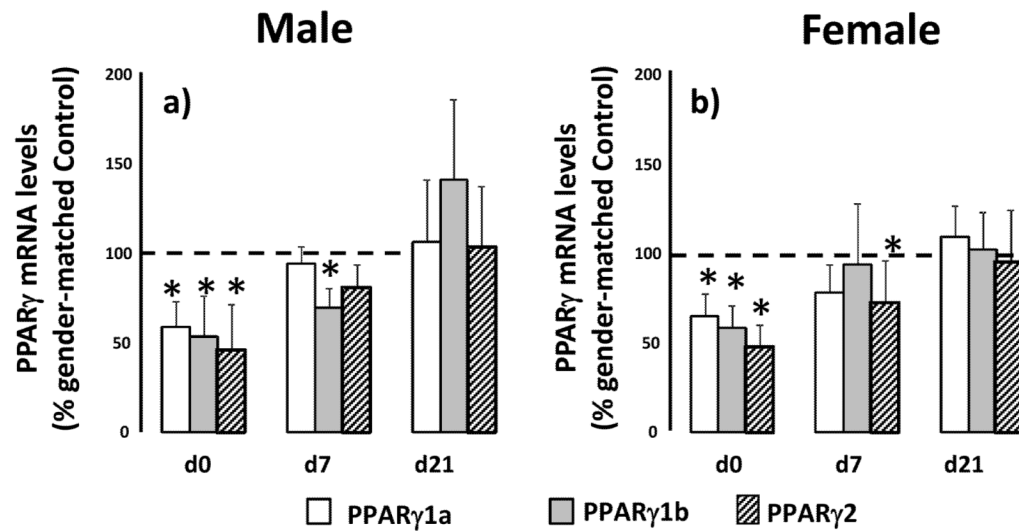 Male
Female
PPARγ mRNA levels
(% gender-matched Control)
200
150
100
50
0
a)
* * *
*
d0 d7 d21
PPARγ mRNA levels
(% gender-matched Control)
200
150
100
50
0
b)
* * *
*
d0 d7 d21
PPARγ1a PPARγ1b PPARγ2